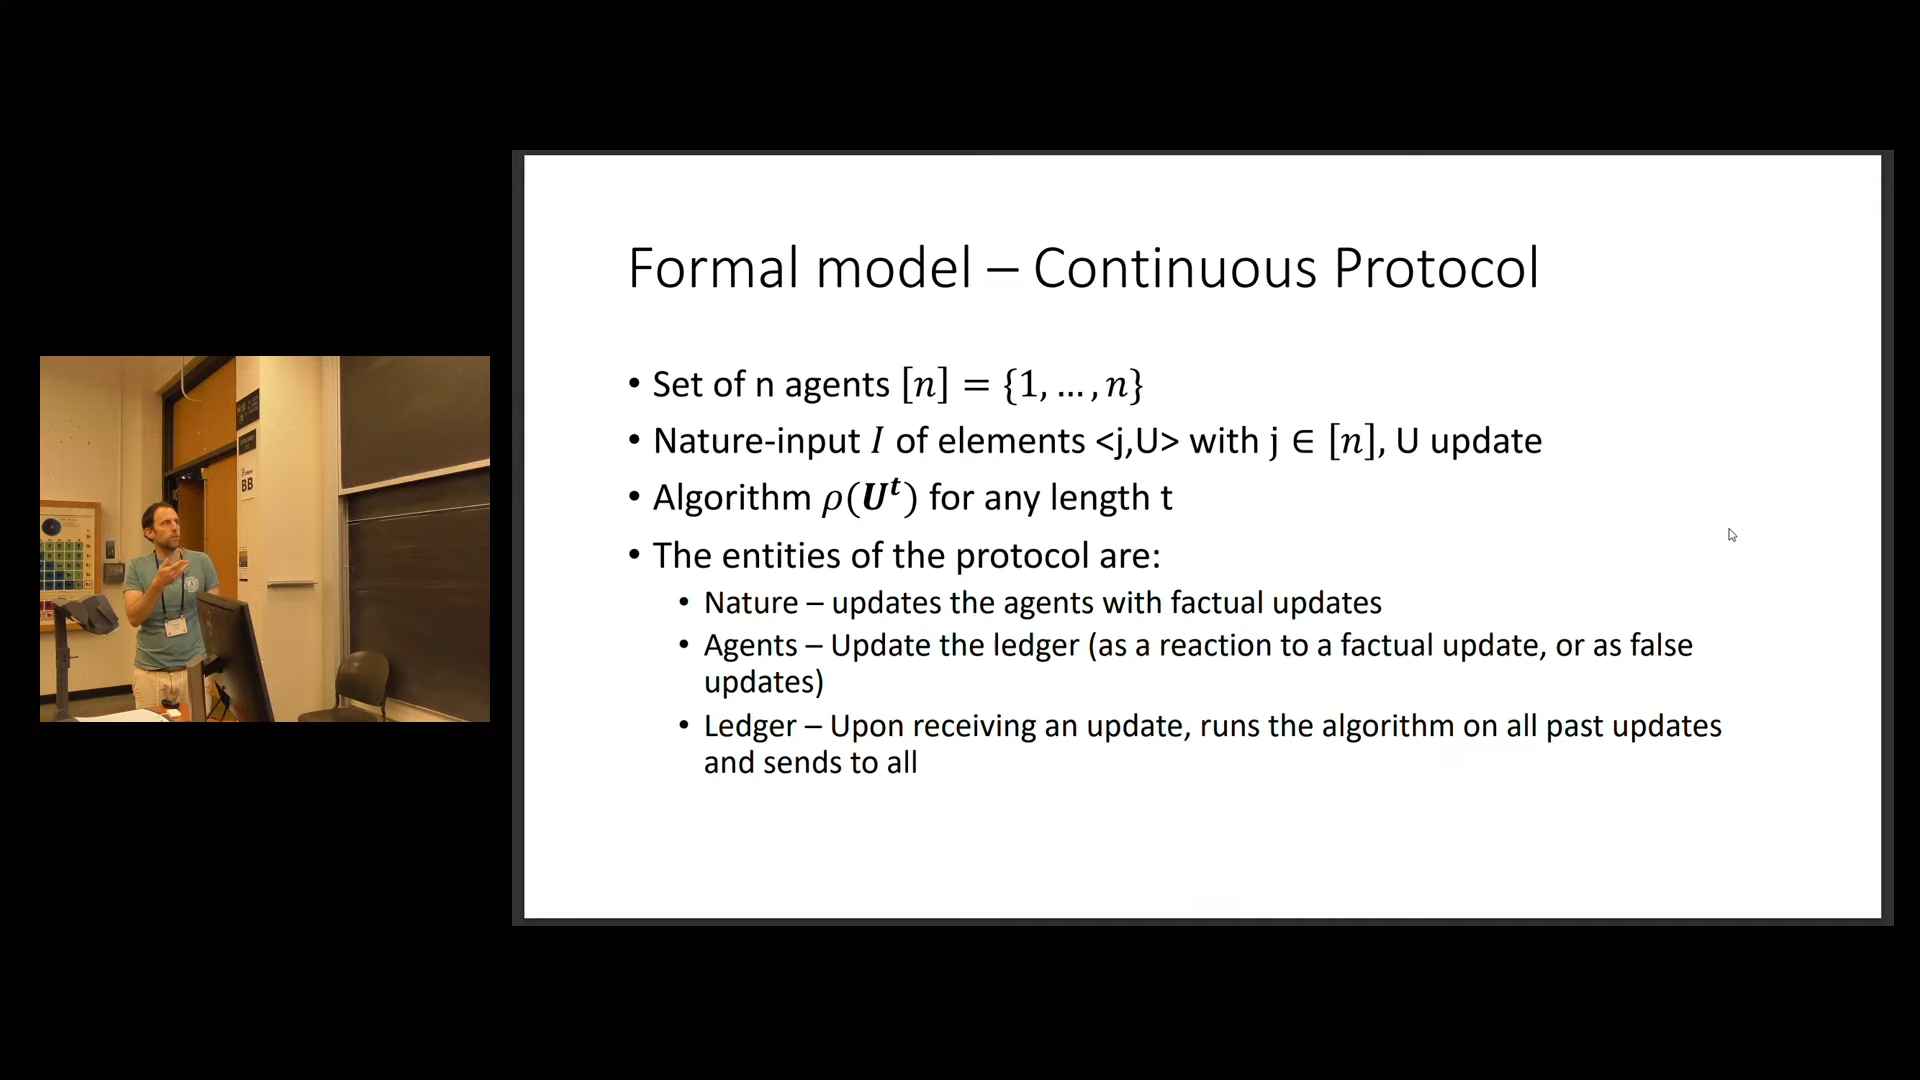 Formal model – Continuous Protocol
• Set of n agents [n] = {1, … , n}
• Nature-input I of elements <j,U> with j ∈ [n], U update
• Algorithm ρ(Uᵗ) for any length t
• The entities of the protocol are:
• Nature – updates the agents with factual updates
• Agents – Update the ledger (as a reaction to a factual update, or as false
updates)
• Ledger – Upon receiving an update, runs the algorithm on all past updates
and sends to all
BB